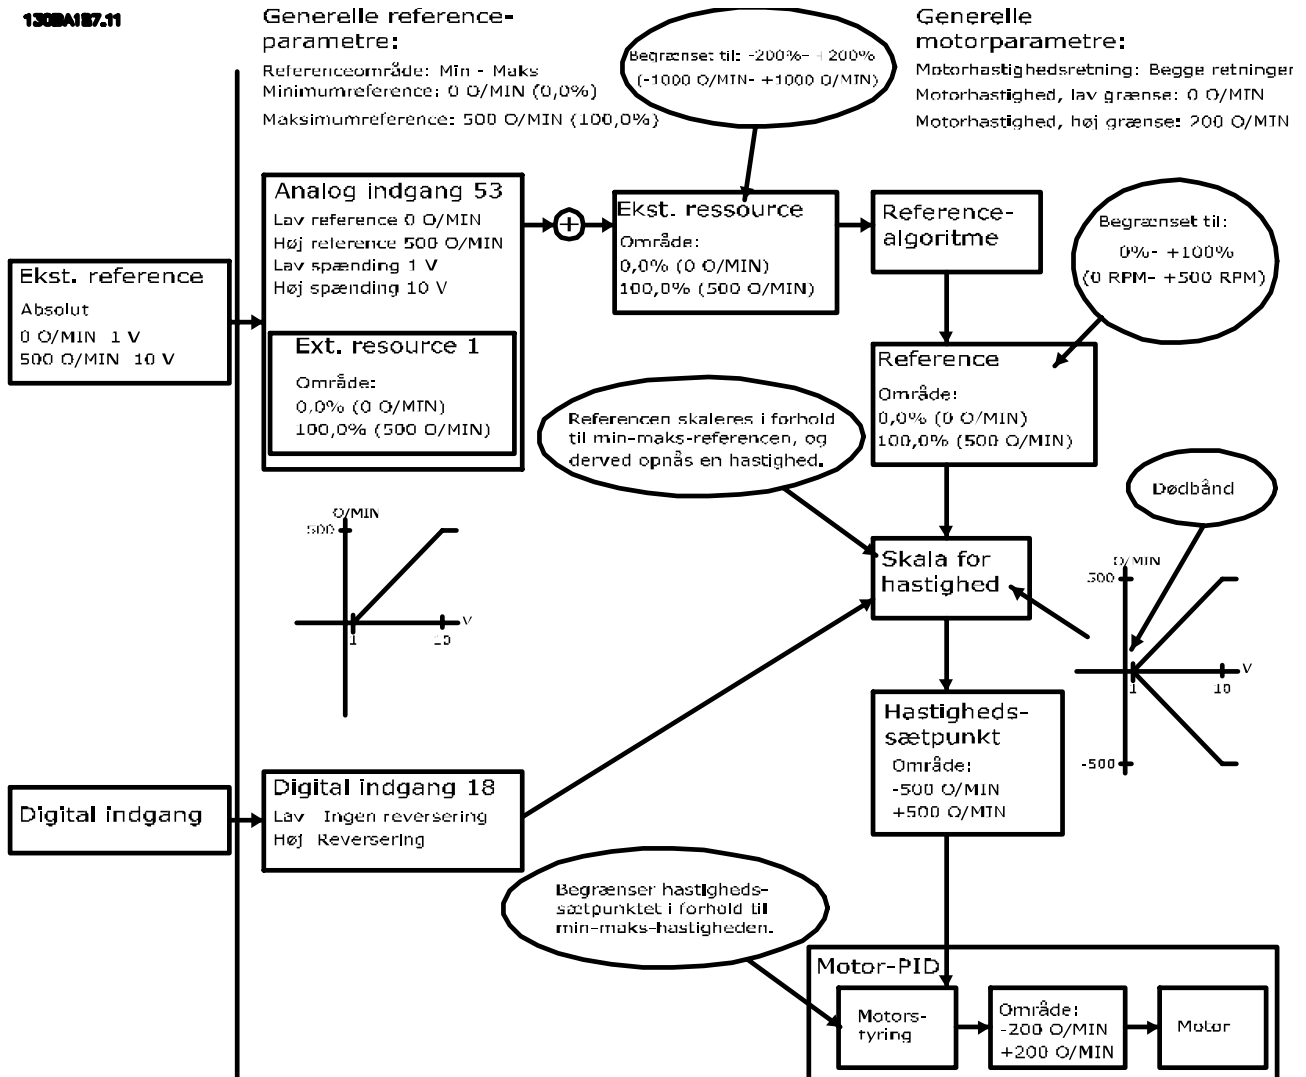 130BA187.11
Generelle reference-
parametre:
Referenceområde: Min - Maks
Minimumreference: 0 O/MIN (0,0%)
Maksimumreference: 500 O/MIN (100,0%)
Begrænset til: -200%- +200%
(-1000 O/MIN- +1000 O/MIN)
Generelle
motorparametre:
Motorhastighedsretning: Begge retninger
Motorhastighed, lav grænse: 0 O/MIN
Motorhastighed, høj grænse: 200 O/MIN
Ekst. reference
Absolut
0 O/MIN 1 V
500 O/MIN 10 V
Analog indgang 53
Lav reference 0 O/MIN
Høj reference 500 O/MIN
Lav spænding 1 V
Høj spænding 10 V
Ext. resource 1
Område:
0,0% (0 O/MIN)
100,0% (500 O/MIN)
+
Ekst. ressource
Område:
0,0% (0 O/MIN)
100,0% (500 O/MIN)
Reference-
algoritme
Begrænset til:
0%- +100%
(0 RPM- +500 RPM)
Reference
Område:
0,0% (0 O/MIN)
100,0% (500 O/MIN)
Referencen skaleres i forhold
til min-maks-referencen, og
derved opnås en hastighed.
Dødbånd
O/MIN
500
1
10
V
Skala for
hastighed
O/MIN
500
1
10
V
-500
Hastigheds-
sætpunkt
Område:
-500 O/MIN
+500 O/MIN
Digital indgang
Digital indgang 18
Lav Ingen reversering
Høj Reversering
Begrænser hastigheds-
sætpunktet i forhold til
min-maks-hastigheden.
Motor-PID
Motors-
tyring
Område:
-200 O/MIN
+200 O/MIN
Motor